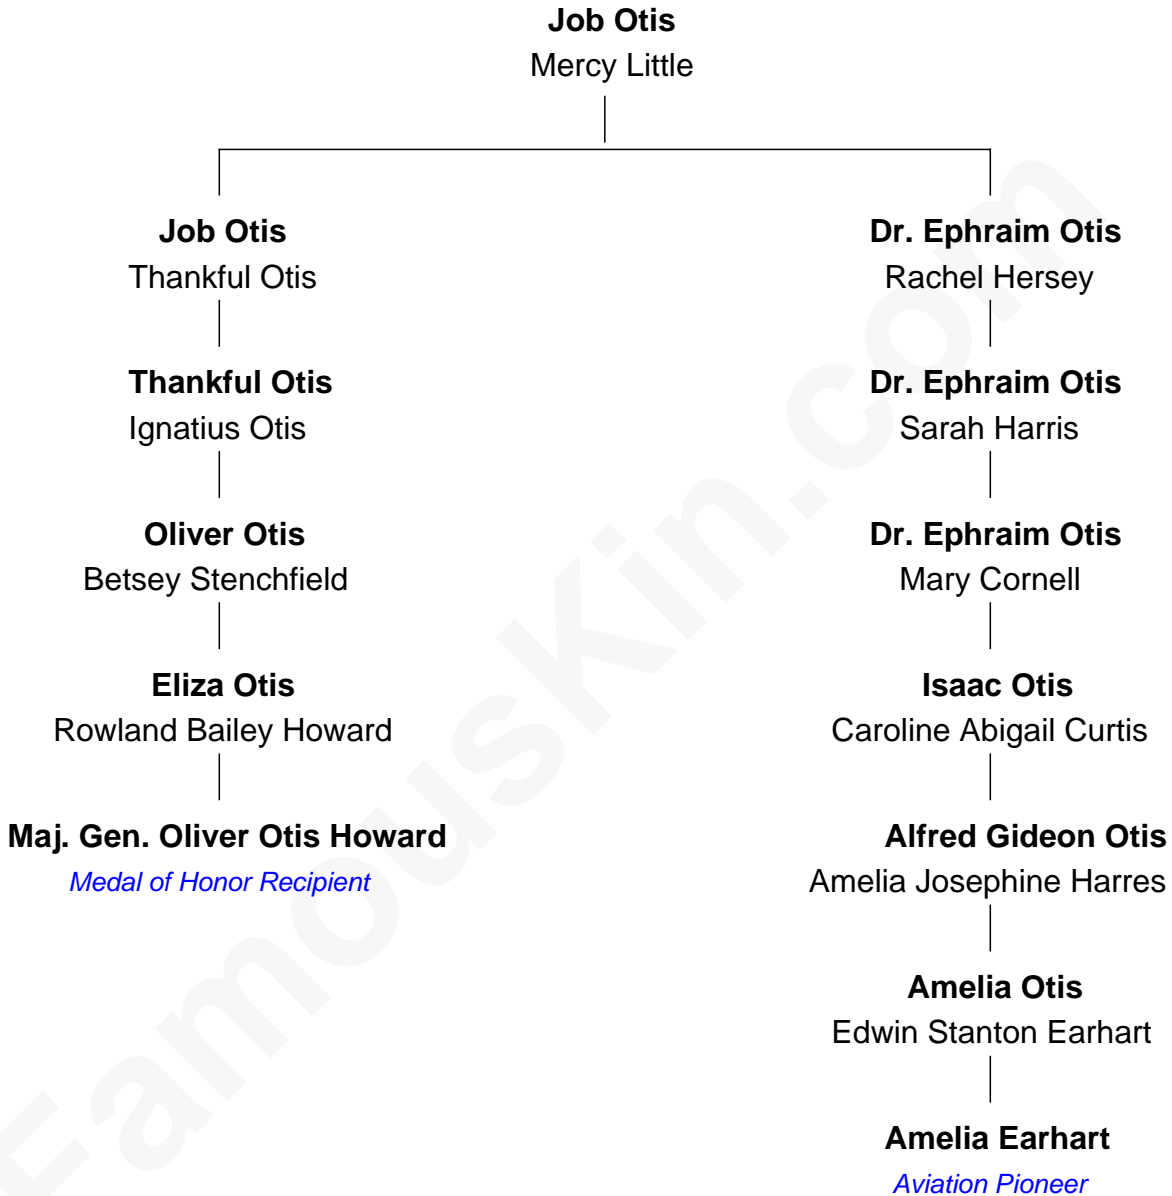 Job Otis
Mercy Little
Job Otis
Thankful Otis
Dr. Ephraim Otis
Rachel Hersey
Thankful Otis
Ignatius Otis
Dr. Ephraim Otis
Sarah Harris
Oliver Otis
Betsey Stenchfield
Dr. Ephraim Otis
Mary Cornell
Eliza Otis
Rowland Bailey Howard
Isaac Otis
Caroline Abigail Curtis
Maj. Gen. Oliver Otis Howard
Medal of Honor Recipient
Alfred Gideon Otis
Amelia Josephine Harres
Amelia Otis
Edwin Stanton Earhart
Amelia Earhart
Aviation Pioneer
FamousKin.com